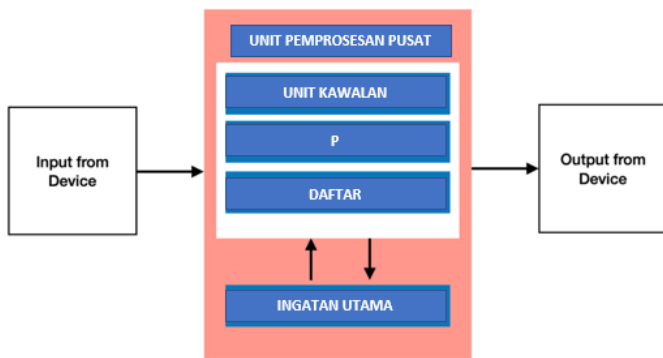 UNIT PEMPROSESAN PUSAT
UNIT KAWALAN
P
DAFTAR
INGATAN UTAMA
Input from
Device
Output from
Device